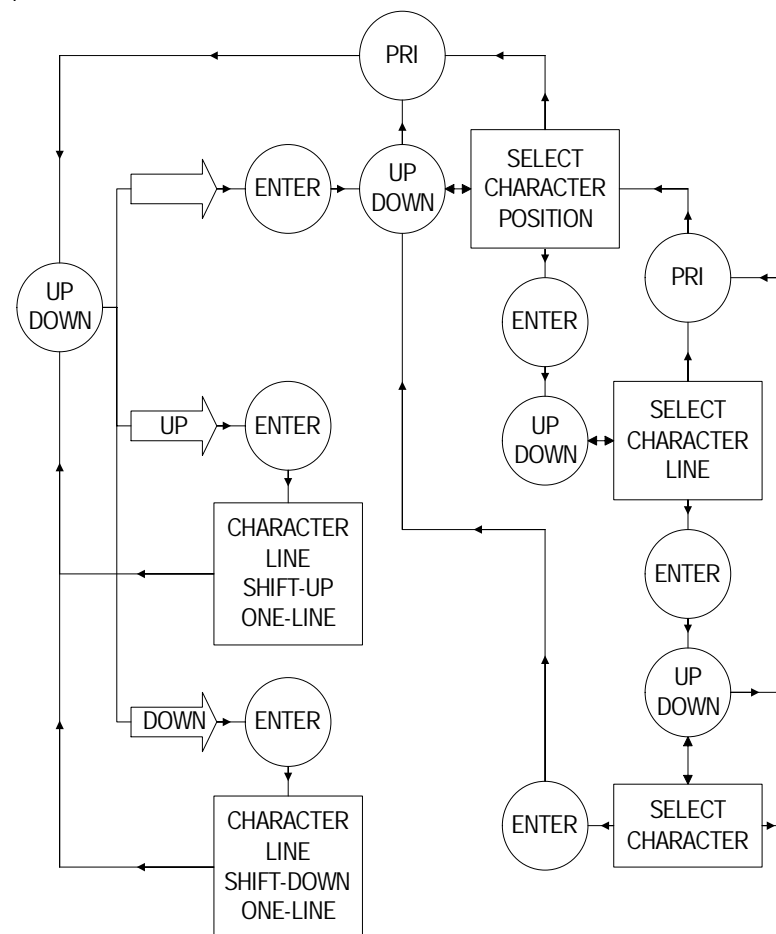 PRI
ENTER
UP
DOWN
SELECT
CHARACTER
POSITION
UP
DOWN
PRI
ENTER
UP
ENTER
UP
DOWN
SELECT
CHARACTER
LINE
CHARACTER
LINE
SHIFT-UP
ONE-LINE
ENTER
UP
DOWN
DOWN
ENTER
CHARACTER
LINE
SHIFT-DOWN
ONE-LINE
ENTER
SELECT
CHARACTER